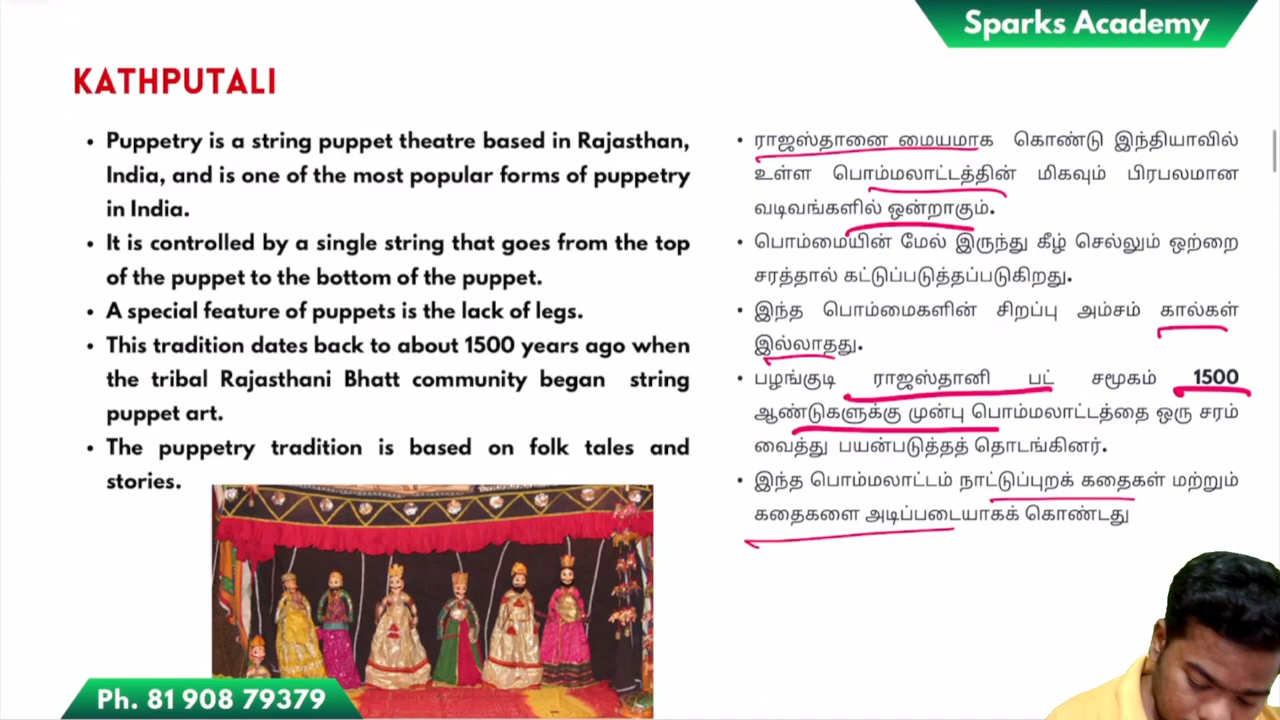 Sparks Academy
KATHPUTALI
• Puppetry is a string puppet theatre based in Rajasthan,
India, and is one of the most popular forms of puppetry
in India.
• It is controlled by a single string that goes from the top
of the puppet to the bottom of the puppet.
• A special feature of puppets is the lack of legs.
• This tradition dates back to about 1500 years ago when
the tribal Rajasthani Bhatt community began string
puppet art.
• The puppetry tradition is based on folk tales and
stories.
• ராஜஸ்தானை மையமாக கொண்டு இந்தியாவில்
உள்ள பொம்மலாட்டத்தின் மிகவும் பிரபலமான
வடிவங்களில் ஒன்றாகும்.
• பொம்மையின் மேல் இருந்து கீழ் செல்லும் ஒற்றை
சரத்தால் கட்டுப்படுத்தப்படுகிறது.
• இந்த பொம்மைகளின் சிறப்பு அம்சம் கால்கள்
இல்லாதது.
• பழங்குடி ராஜஸ்தானி பட் சமூகம் 1500
ஆண்டுகளுக்கு முன்பு பொம்மலாட்டத்தை ஒரு சரம்
வைத்து பயன்படுத்தத் தொடங்கினர்.
• இந்த பொம்மலாட்டம் நாட்டுப்புறக் கதைகள் மற்றும்
கதைகளை அடிப்படையாகக் கொண்டது
Ph. 81 908 79379